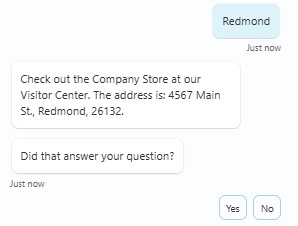 Redmond
Just now
Check out the Company Store at our
Visitor Center. The address is: 4567 Main
St., Redmond, 26132.
Did that answer your question?
Just now
Yes No